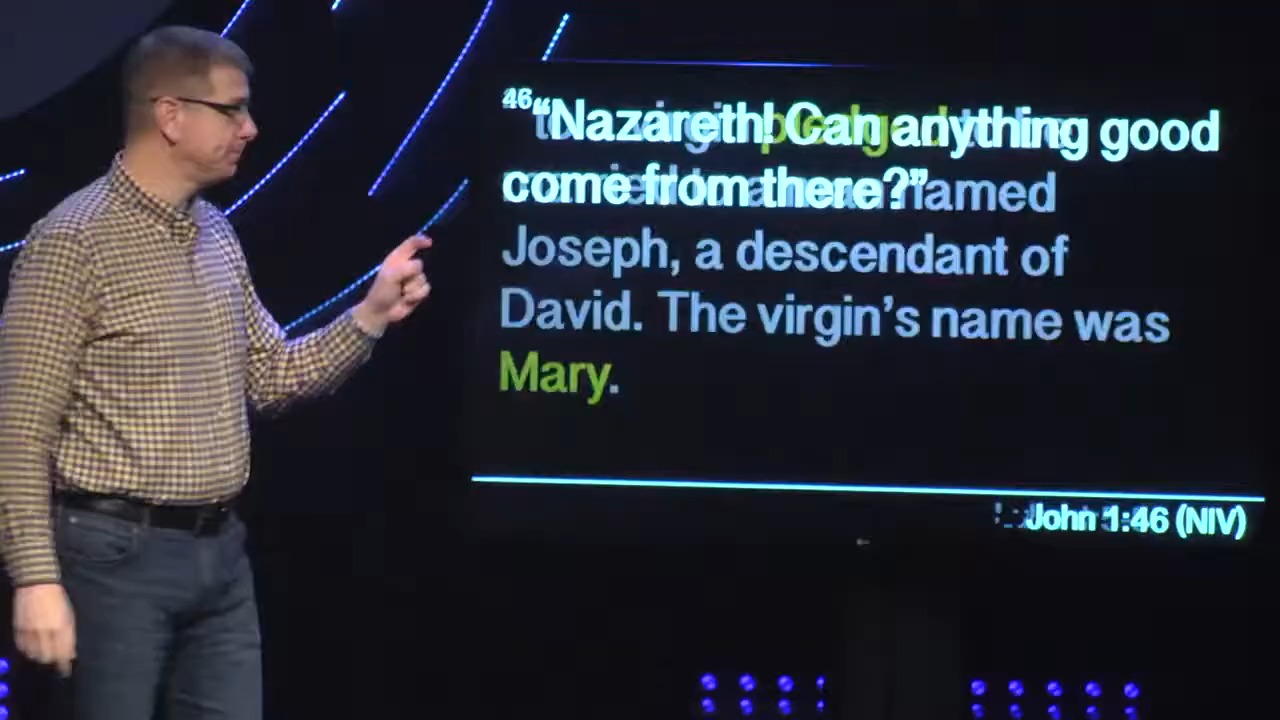 46 “Nazareth! Can anything good
come from there?”
named
Joseph, a descendant of
David. The virgin’s name was
Mary.
John 1:46 (NIV)